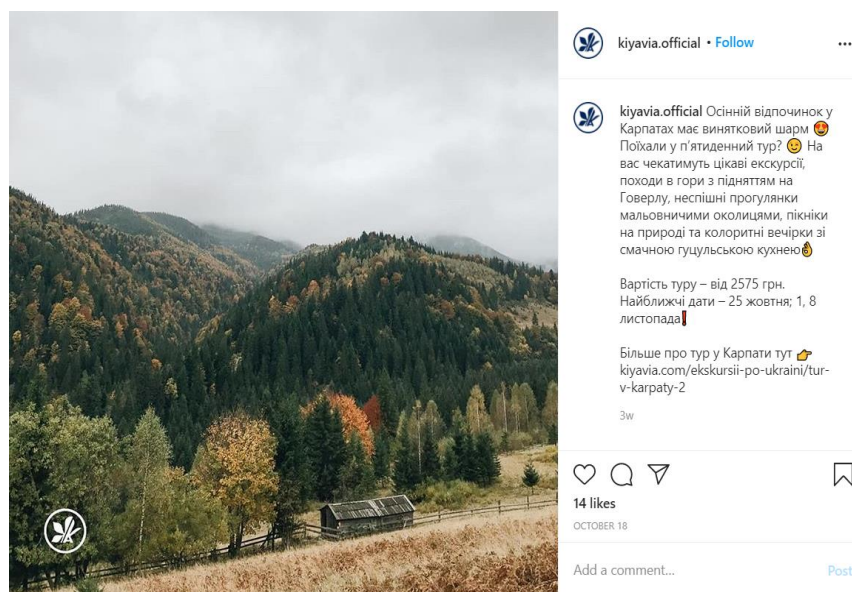 kiyavia.official • Follow
kiyavia.official Осінній відпочинок у
Карпатах має винятковий шарм 😍
Поїхали у п'ятиденний тур? 😉 На
вас чекатимуть цікаві екскурсії,
походи в гори з підняттям на
Говерлу, неспішні прогулянки
мальовничими околицями, пікніки
на природі та колоритні вечірки зі
смачною гуцульською кухнею👌
Вартість туру – від 2575 грн.
Найближчі дати – 25 жовтня; 1, 8
листопада❗
Більше про тур у Карпати тут 👉
kiyavia.com/ekskursii-po-ukraini/tur-
v-karpaty-2
3w
14 likes
OCTOBER 18
Add a comment... Post